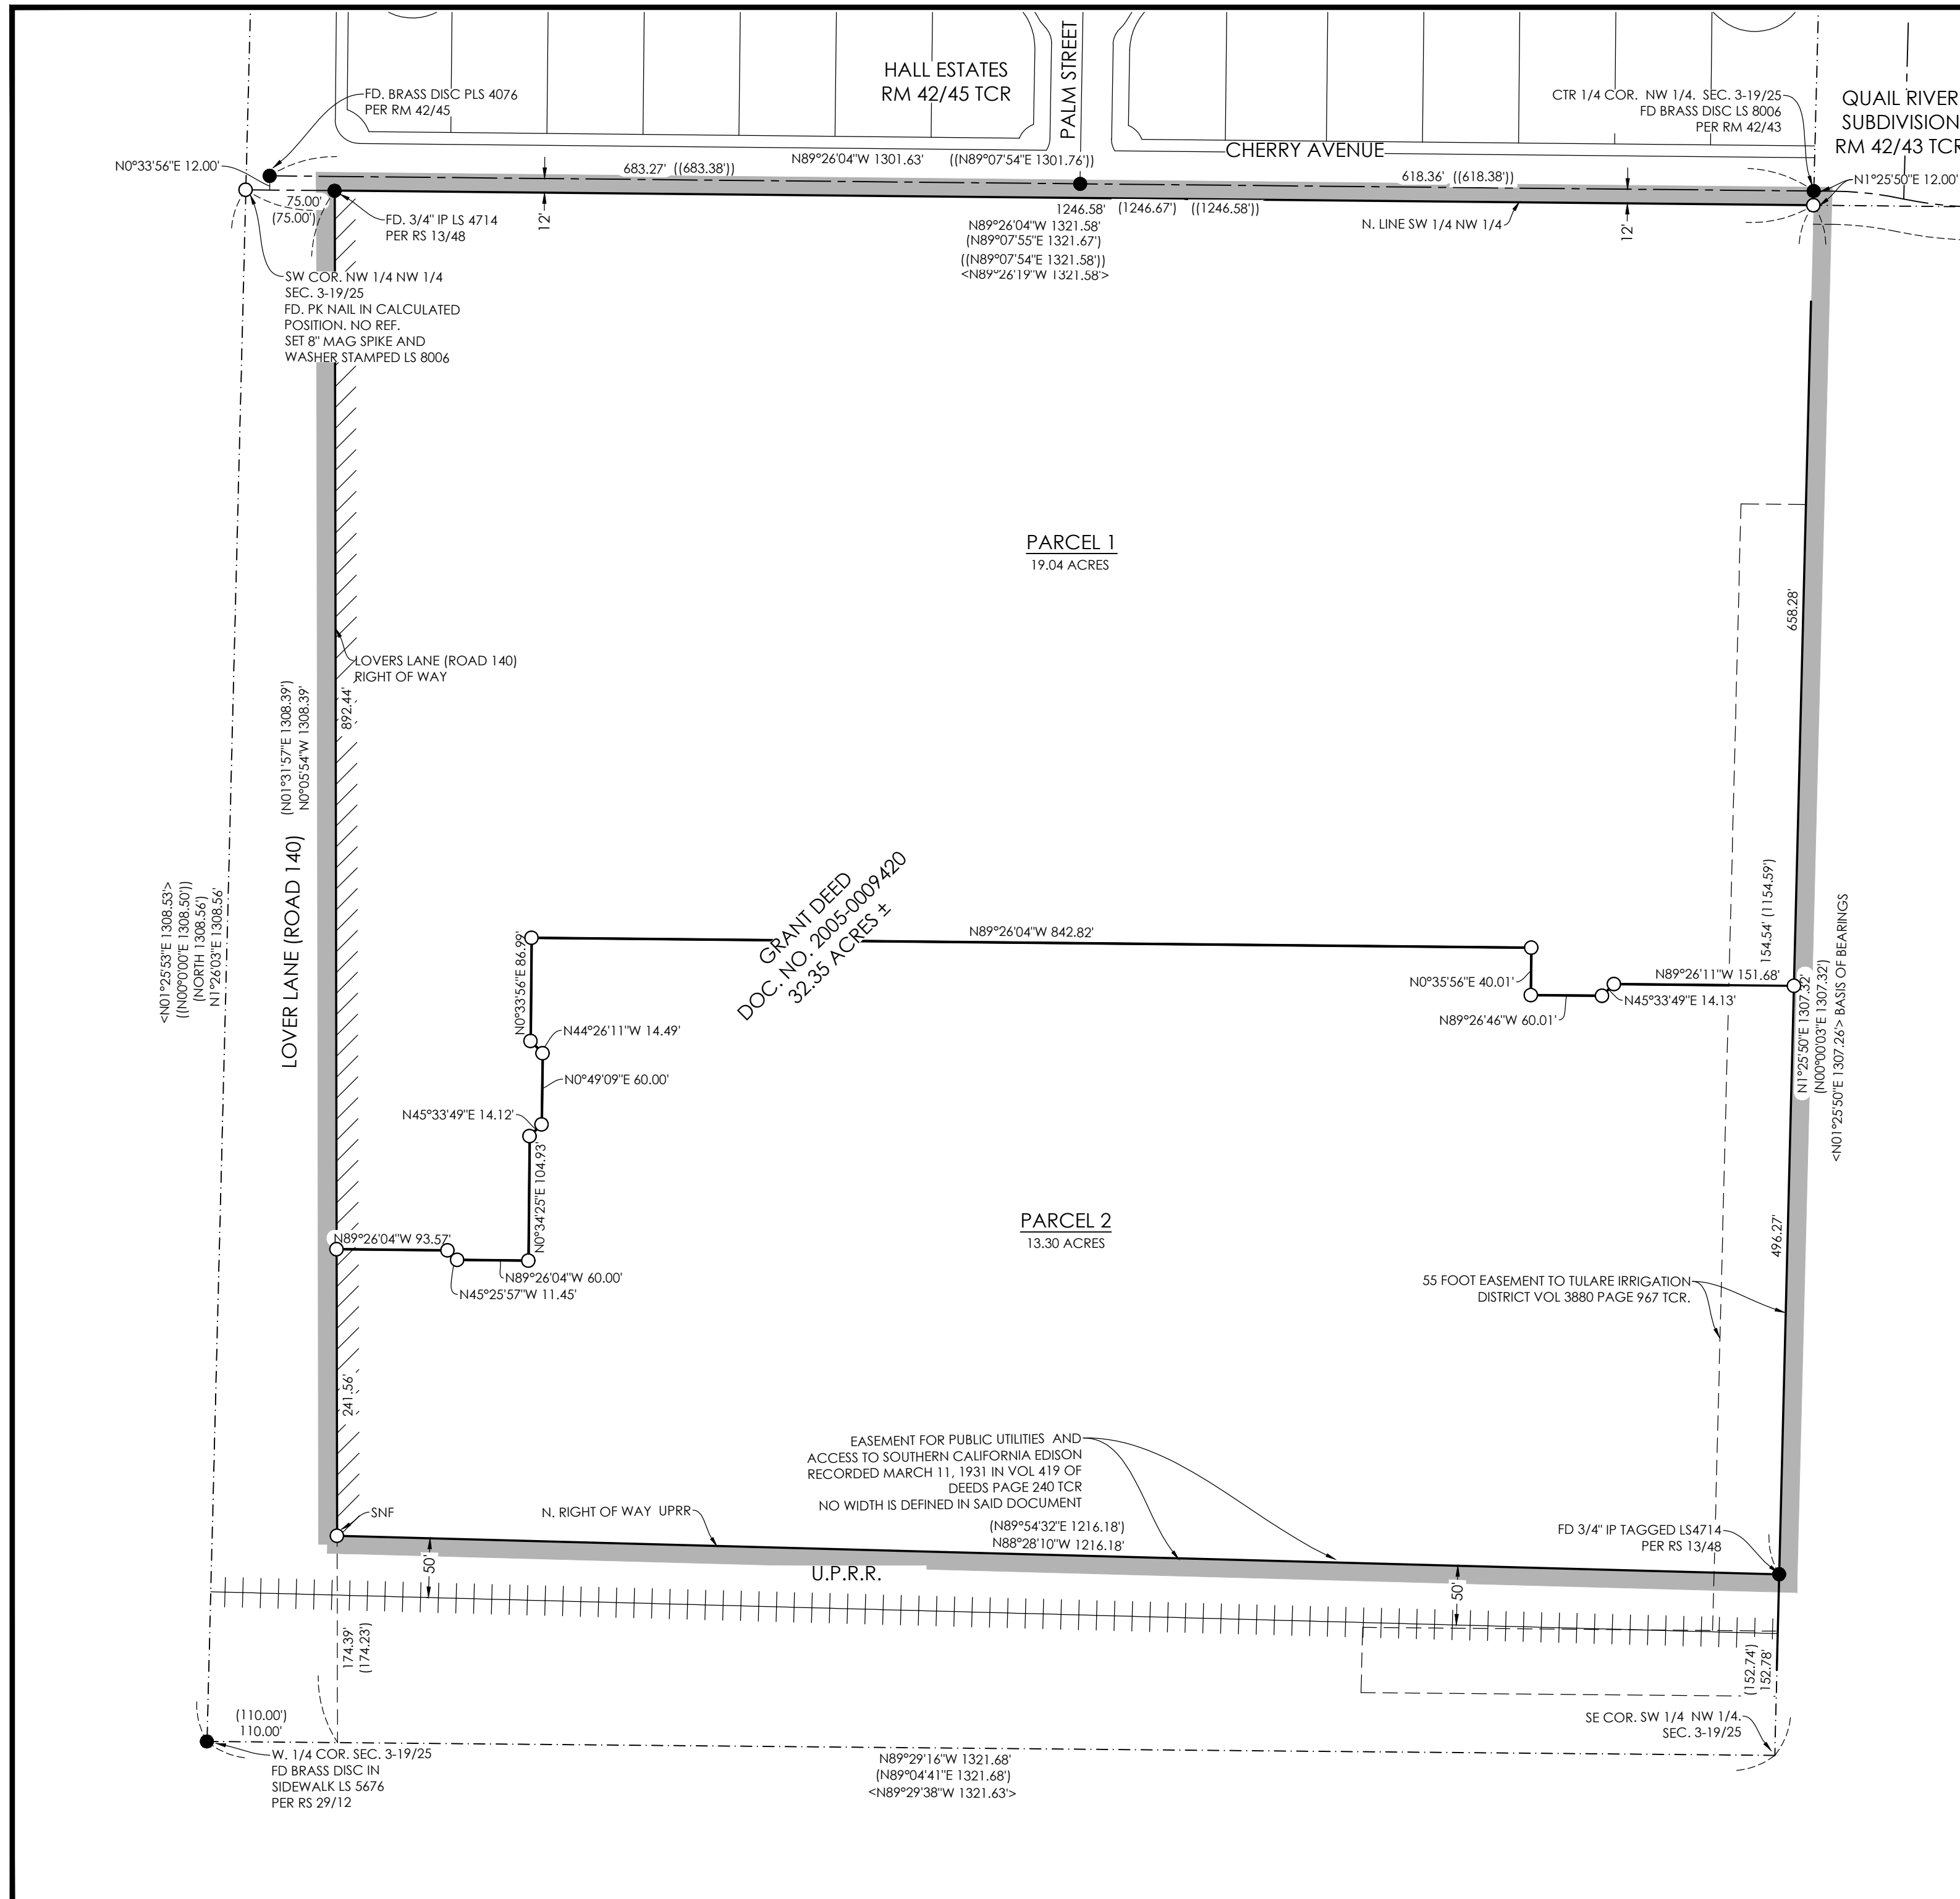 HALL ESTATES
RM 42/45 TCR
PALM STREET
FD. BRASS DISC PLS 4076
PER RM 42/45
CTR 1/4 COR.  NW 1/4.  SEC. 3-19/25
FD BRASS DISC LS 8006
PER RM 42/43
QUAIL RIVER
SUBDIVISION
RM 42/43 TCR
N0°33'56"E 12.00'
683.27'  ((683.38'))
N89°26'04"W 1301.63'
((N89°07'54"E 1301.76'))
CHERRY AVENUE
618.36'  ((618.38'))
N1°25'50"E 12.00'
75.00'
(75.00')
FD. 3/4" IP LS 4714
PER RS 13/48
12'
1246.58'   (1246.67')   ((1246.58'))
N89°26'04"W 1321.58'
(N89°07'55"E 1321.67')
((N89°07'54"E 1321.58'))
<N89°26'19"W 1321.58'>
N. LINE SW 1/4 NW 1/4
12'
SW COR. NW 1/4 NW 1/4
SEC. 3-19/25
FD. PK NAIL IN CALCULATED
POSITION. NO REF.
SET 8" MAG SPIKE AND
WASHER STAMPED LS 8006
PARCEL 1
19.04 ACRES
658.28'
LOVERS LANE (ROAD 140)
RIGHT OF WAY
892.44'
(N01°31'57"E 1308.39')
N0°05'54"W 1308.39'
LOVER LANE (ROAD 140)
<N01°25'53"E 1308.53'>
((N00°0'00"E 1308.50'))
(NORTH 1308.56')
N1°26'03"E 1308.56'
GRANT DEED
DOC. NO. 2005-0009420
32.35 ACRES ±
N89°26'04"W 842.82'
154.54' (1154.59')
N0°33'56"E 86.99'
N0°35'56"E 40.01'
N89°26'11"W 151.68'
N45°33'49"E 14.13'
N89°26'46"W 60.01'
N1°25'50"E 1307.32'
(N00°00'03"E 1307.32')
<N01°25'50"E 1307.26'> BASIS OF BEARINGS
N44°26'11"W 14.49'
N0°49'09"E 60.00'
N45°33'49"E 14.12'
N0°34'25"E 104.93'
N89°26'04"W 93.57'
N89°26'04"W 60.00'
N45°25'57"W 11.45'
PARCEL 2
13.30 ACRES
496.27'
55 FOOT EASEMENT TO TULARE IRRIGATION
DISTRICT VOL 3880 PAGE 967 TCR.
241.56'
EASEMENT FOR PUBLIC UTILITIES  AND
ACCESS TO SOUTHERN CALIFORNIA EDISON
RECORDED MARCH 11, 1931 IN VOL 419 OF
DEEDS PAGE 240 TCR
NO WIDTH IS DEFINED IN SAID DOCUMENT
SNF
N. RIGHT OF WAY  UPRR
(N89°54'32"E 1216.18')
N88°28'10"W 1216.18'
FD 3/4" IP TAGGED LS4714
PER RS 13/48
50'
U.P.R.R.
50'
174.39'
(174.23')
(152.74')
152.78'
(110.00')
110.00'
W. 1/4 COR. SEC. 3-19/25
FD BRASS DISC IN
SIDEWALK LS 5676
PER RS 29/12
SE COR. SW 1/4  NW 1/4.
SEC. 3-19/25
N89°29'16"W 1321.68'
(N89°04'41"E 1321.68')
<N89°29'38"W 1321.63'>